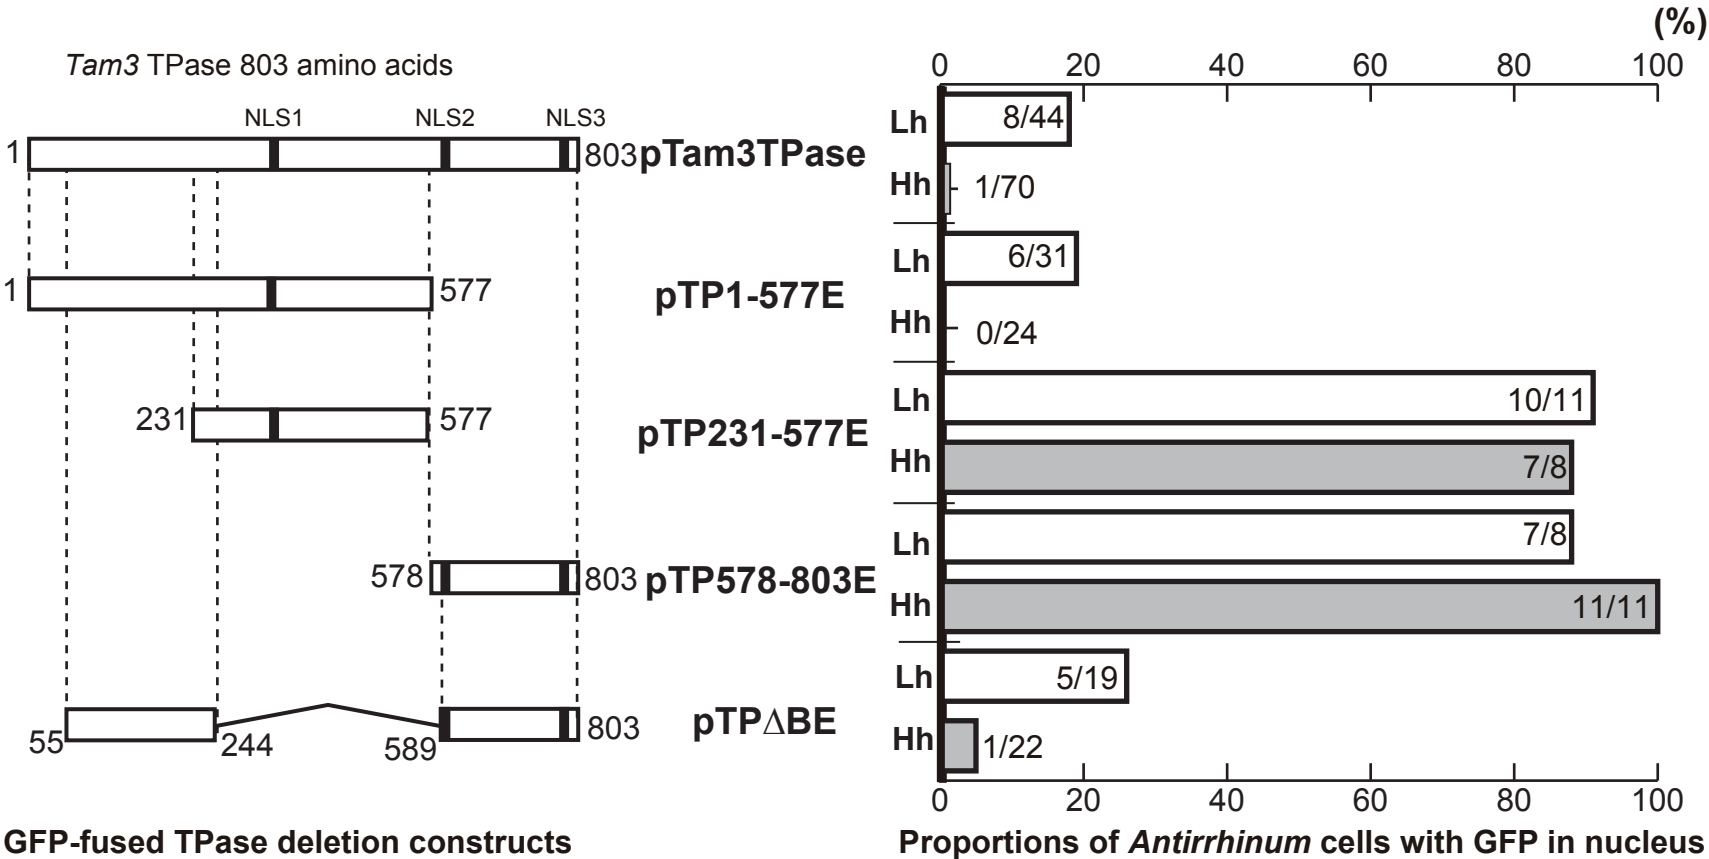 (%)
0 20 40 60 80 100
Tam3 TPase 803 amino acids
NLS1 NLS2 NLS3
1 803 pTam3TPase
Lh 8/44
Hh 1/70
1 577 pTP1-577E
Lh 6/31
Hh 0/24
231 577 pTP231-577E
Lh 10/11
Hh 7/8
578 803 pTP578-803E
Lh 7/8
Hh 11/11
55 244 589 803 pTP∆BE
Lh 5/19
Hh 1/22
0 20 40 60 80 100
GFP-fused TPase deletion constructs
Proportions of Antirrhinum cells with GFP in nucleus